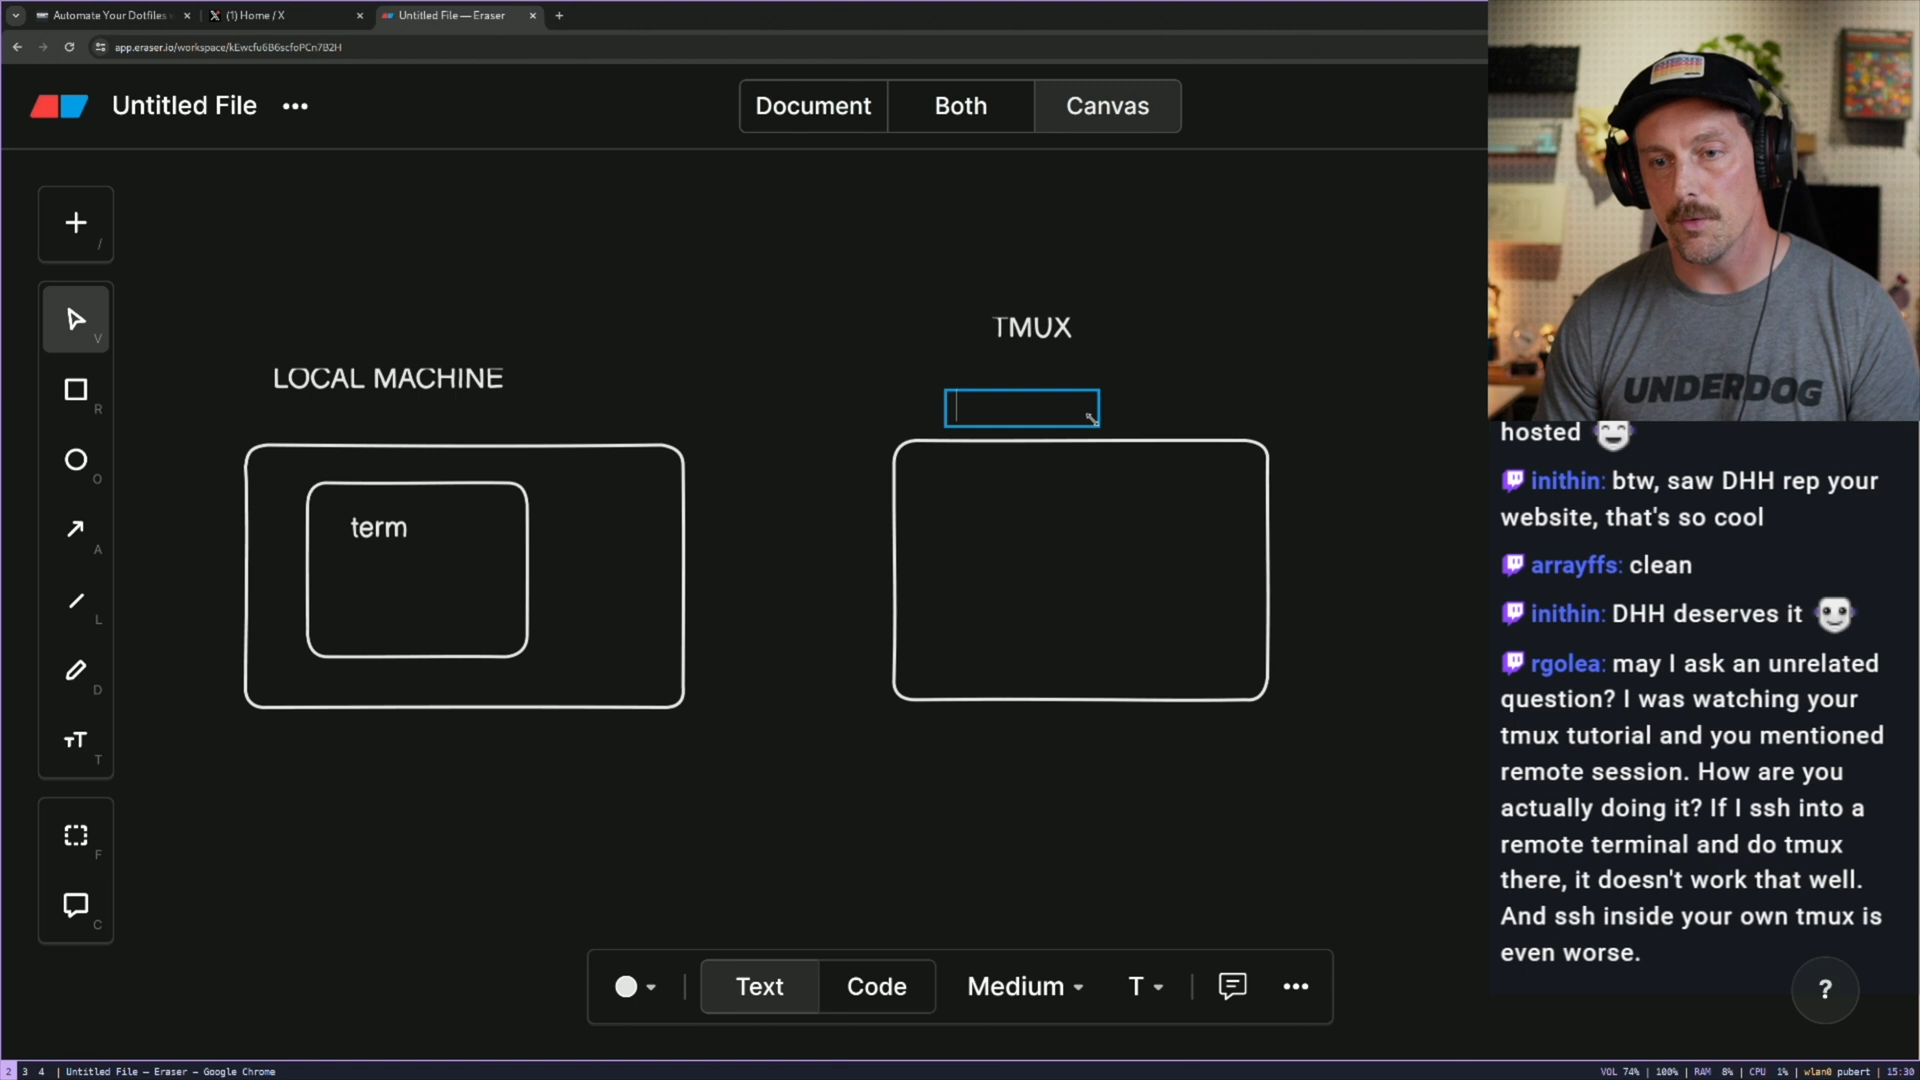 Automate Your Dotfiles
(1) Home / X
Untitled File — Eraser
app.eraser.io/workspace/kEwcfu6B6scfoPCn7B2H
Untitled File
Document
Both
Canvas
/
V
R
O
A
L
D
TT
T
F
C
LOCAL MACHINE
term
TMUX
Text
Code
Medium
T
?
UNDERDOG
hosted
inithin: btw, saw DHH rep your
website, that's so cool
arrayffs: clean
inithin: DHH deserves it
rgolea: may I ask an unrelated
question? I was watching your
tmux tutorial and you mentioned
remote session. How are you
actually doing it? If I ssh into a
remote terminal and do tmux
there, it doesn't work that well.
And ssh inside your own tmux is
even worse.
2 3 4 | Untitled File — Eraser — Google Chrome
VOL 74% | 100% | RAM 8% | CPU 1% | wlan0 pubert | 15:30